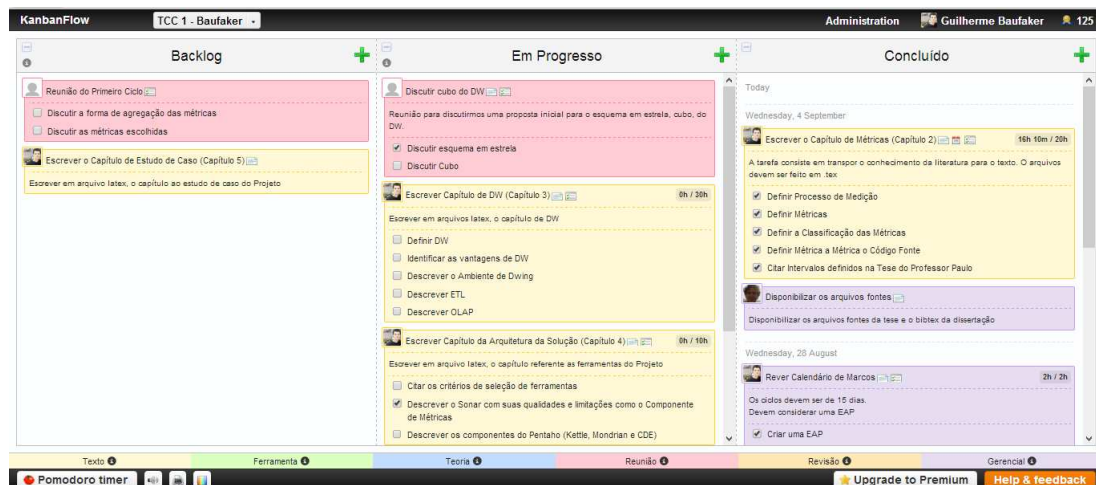 KanbanFlow
TCC 1 - Baufaker
Administration
Guilherme Baufaker
125
Backlog
Reunião do Primeiro Ciclo
Discutir a forma de agregação das métricas
Discutir as métricas escolhidas
Escrever o Capítulo de Estudo de Caso (Capítulo 5)
Escrever em arquivo latex, o capítulo ao estudo de caso do Projeto
Em Progresso
Discutir cubo do DW
Reunião para discutirmos uma proposta inicial para o esquema em estrela, cubo, do
DW.
Discutir esquema em estrela
Discutir Cubo
Escrever Capítulo de DW (Capítulo 3)
0h / 30h
Escrever em arquivos latex, o capítulo de DW
Definir DW
Identificar as vantagens de DW
Descrever o Ambiente de Dwing
Descrever ETL
Descrever OLAP
Escrever Capítulo da Arquitetura da Solução (Capítulo 4)
0h / 10h
Escrever em arquivo latex, o capítulo referente as ferramentas do Projeto
Citar os critérios de seleção de ferramentas
Descrever o Sonar com suas qualidades e limitações como o Componente
de Métricas
Descrever os componentes do Pentaho (Kettle, Mondrian e CDE)
Concluído
Today
Wednesday, 4 September
Escrever o Capítulo de Métricas (Capítulo 2)
16h 10m / 20h
A tarefa consiste em transpor o conhecimento da literatura para o texto. O arquivos
devem ser feito em .tex
Definir Processo de Medição
Definir Métricas
Definir a Classificação das Métricas
Definir Métrica a Métrica o Código Fonte
Citar Intervalos definidos na Tese do Professor Paulo
Disponibilizar os arquivos fontes
Disponibilizar os arquivos fontes da tese e o bibtex da dissertação
Wednesday, 28 August
Rever Calendário de Marcos
2h / 2h
Os ciclos devem ser de 15 dias.
Devem considerar uma EAP
Criar uma EAP
Texto
Ferramenta
Teoria
Reunião
Revisão
Gerencial
Pomodoro timer
Upgrade to Premium
Help & feedback